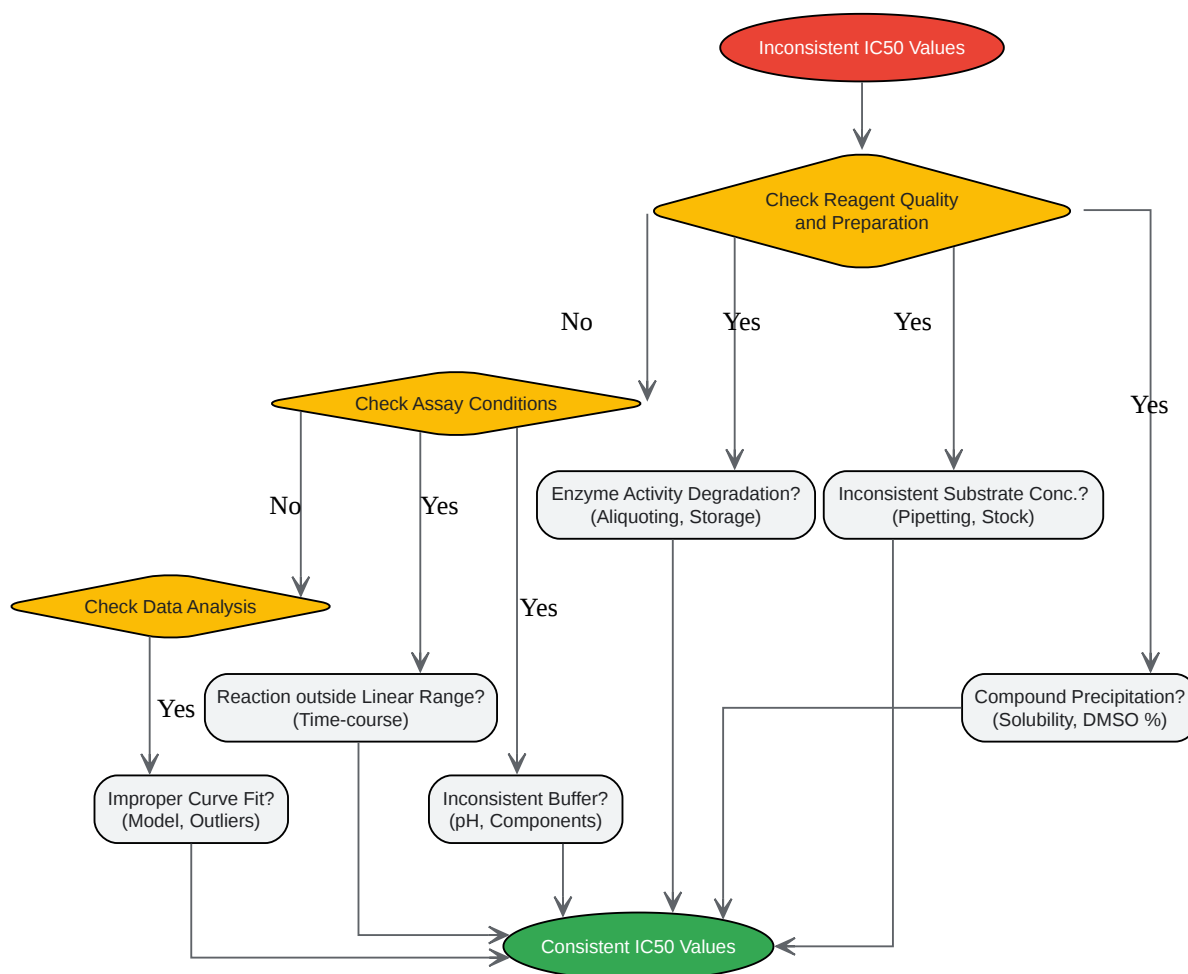 Inconsistent IC50 Values
Check Reagent Quality
and Preparation
No
Yes
Yes
Yes
Check Assay Conditions
Enzyme Activity Degradation?
(Aliquoting, Storage)
Inconsistent Substrate Conc.?
(Pipetting, Stock)
No
Yes
Yes
Check Data Analysis
Reaction outside Linear Range?
(Time-course)
Compound Precipitation?
(Solubility, DMSO %)
Yes
Improper Curve Fit?
(Model, Outliers)
Inconsistent Buffer?
(pH, Components)
Consistent IC50 Values